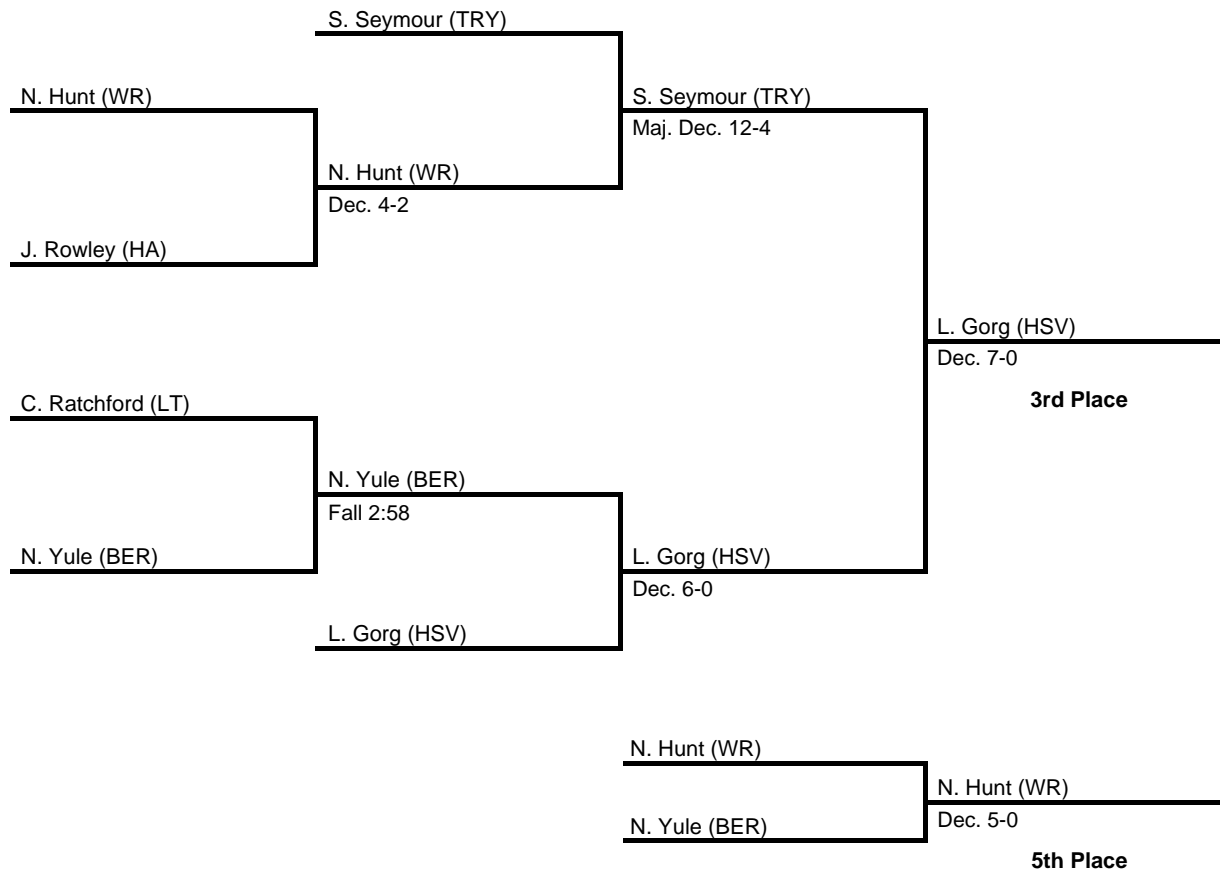 S. Seymour (TRY)
N. Hunt (WR)
S. Seymour (TRY)
Maj. Dec. 12-4
N. Hunt (WR)
Dec. 4-2
J. Rowley (HA)
L. Gorg (HSV)
Dec. 7-0
3rd Place
C. Ratchford (LT)
N. Yule (BER)
Fall 2:58
N. Yule (BER)
L. Gorg (HSV)
Dec. 6-0
L. Gorg (HSV)
N. Hunt (WR)
N. Hunt (WR)
Dec. 5-0
N. Yule (BER)
5th Place